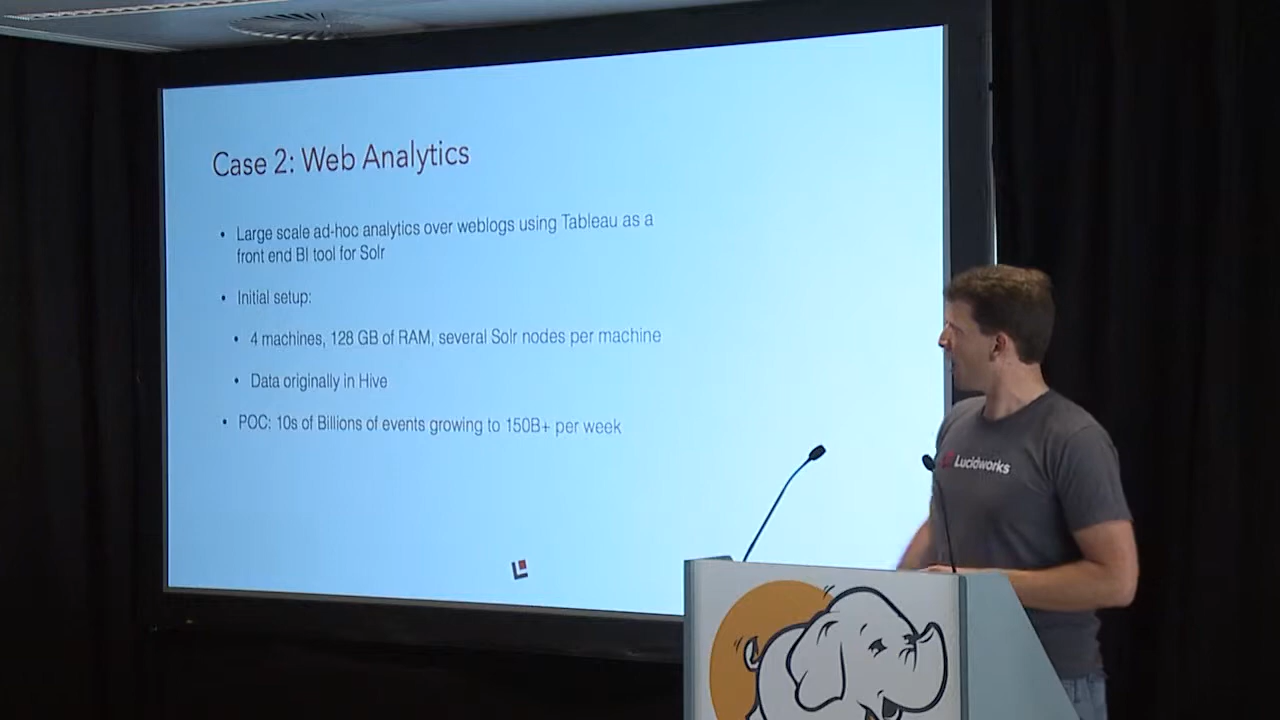 Case 2: Web Analytics
• Large scale ad-hoc analytics over weblogs using Tableau as a
front end BI tool for Solr
• Initial setup:
• 4 machines, 128 GB of RAM, several Solr nodes per machine
• Data originally in Hive
• POC: 10s of Billions of events growing to 150B+ per week
Lucidworks